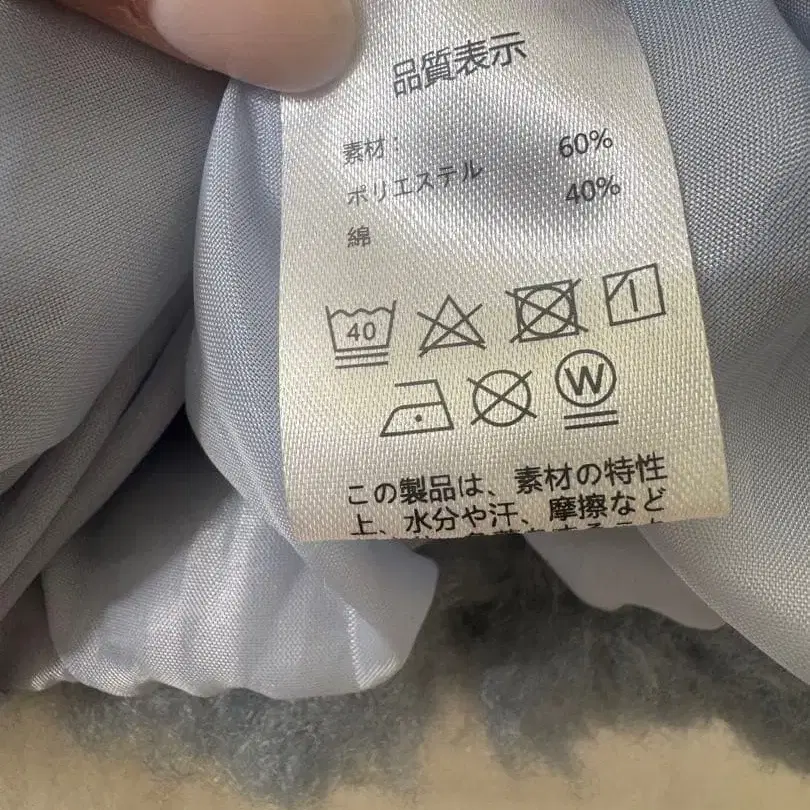 品質表示
素材：
ポリエステル 60%
綿 40%
40
W
この製品は、素材の特性
上、水分や汗、摩擦など